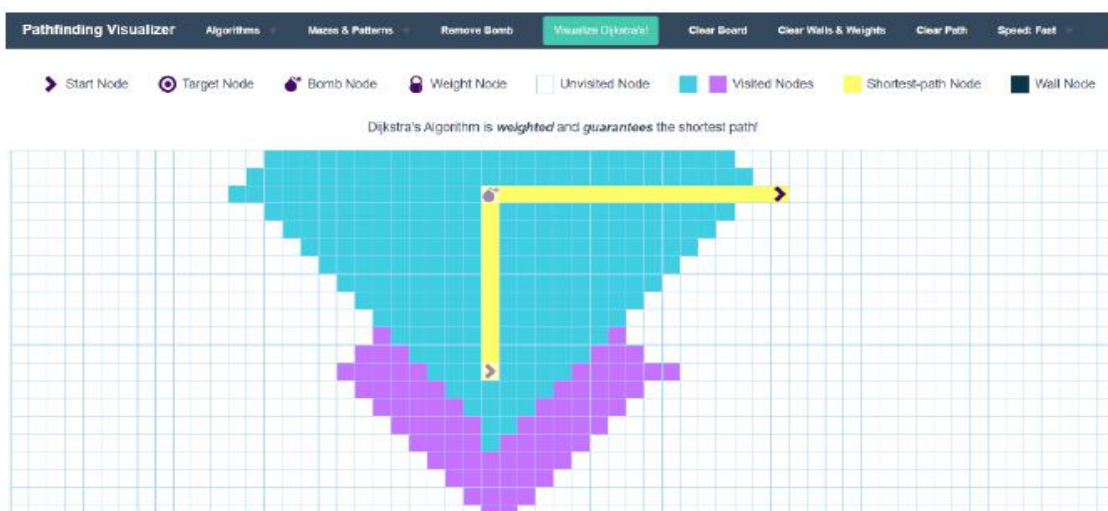 Pathfinding Visualizer Algorithms Mazes & Patterns Remove Bomb Visualize Dijkstra's! Clear Board Clear Walls & Weights Clear Path Speed: Fast
Start Node Target Node Bomb Node Weight Node Unvisited Node Visited Nodes Shortest-path Node Wall Node
Dijkstra's Algorithm is weighted and guarantees the shortest path!